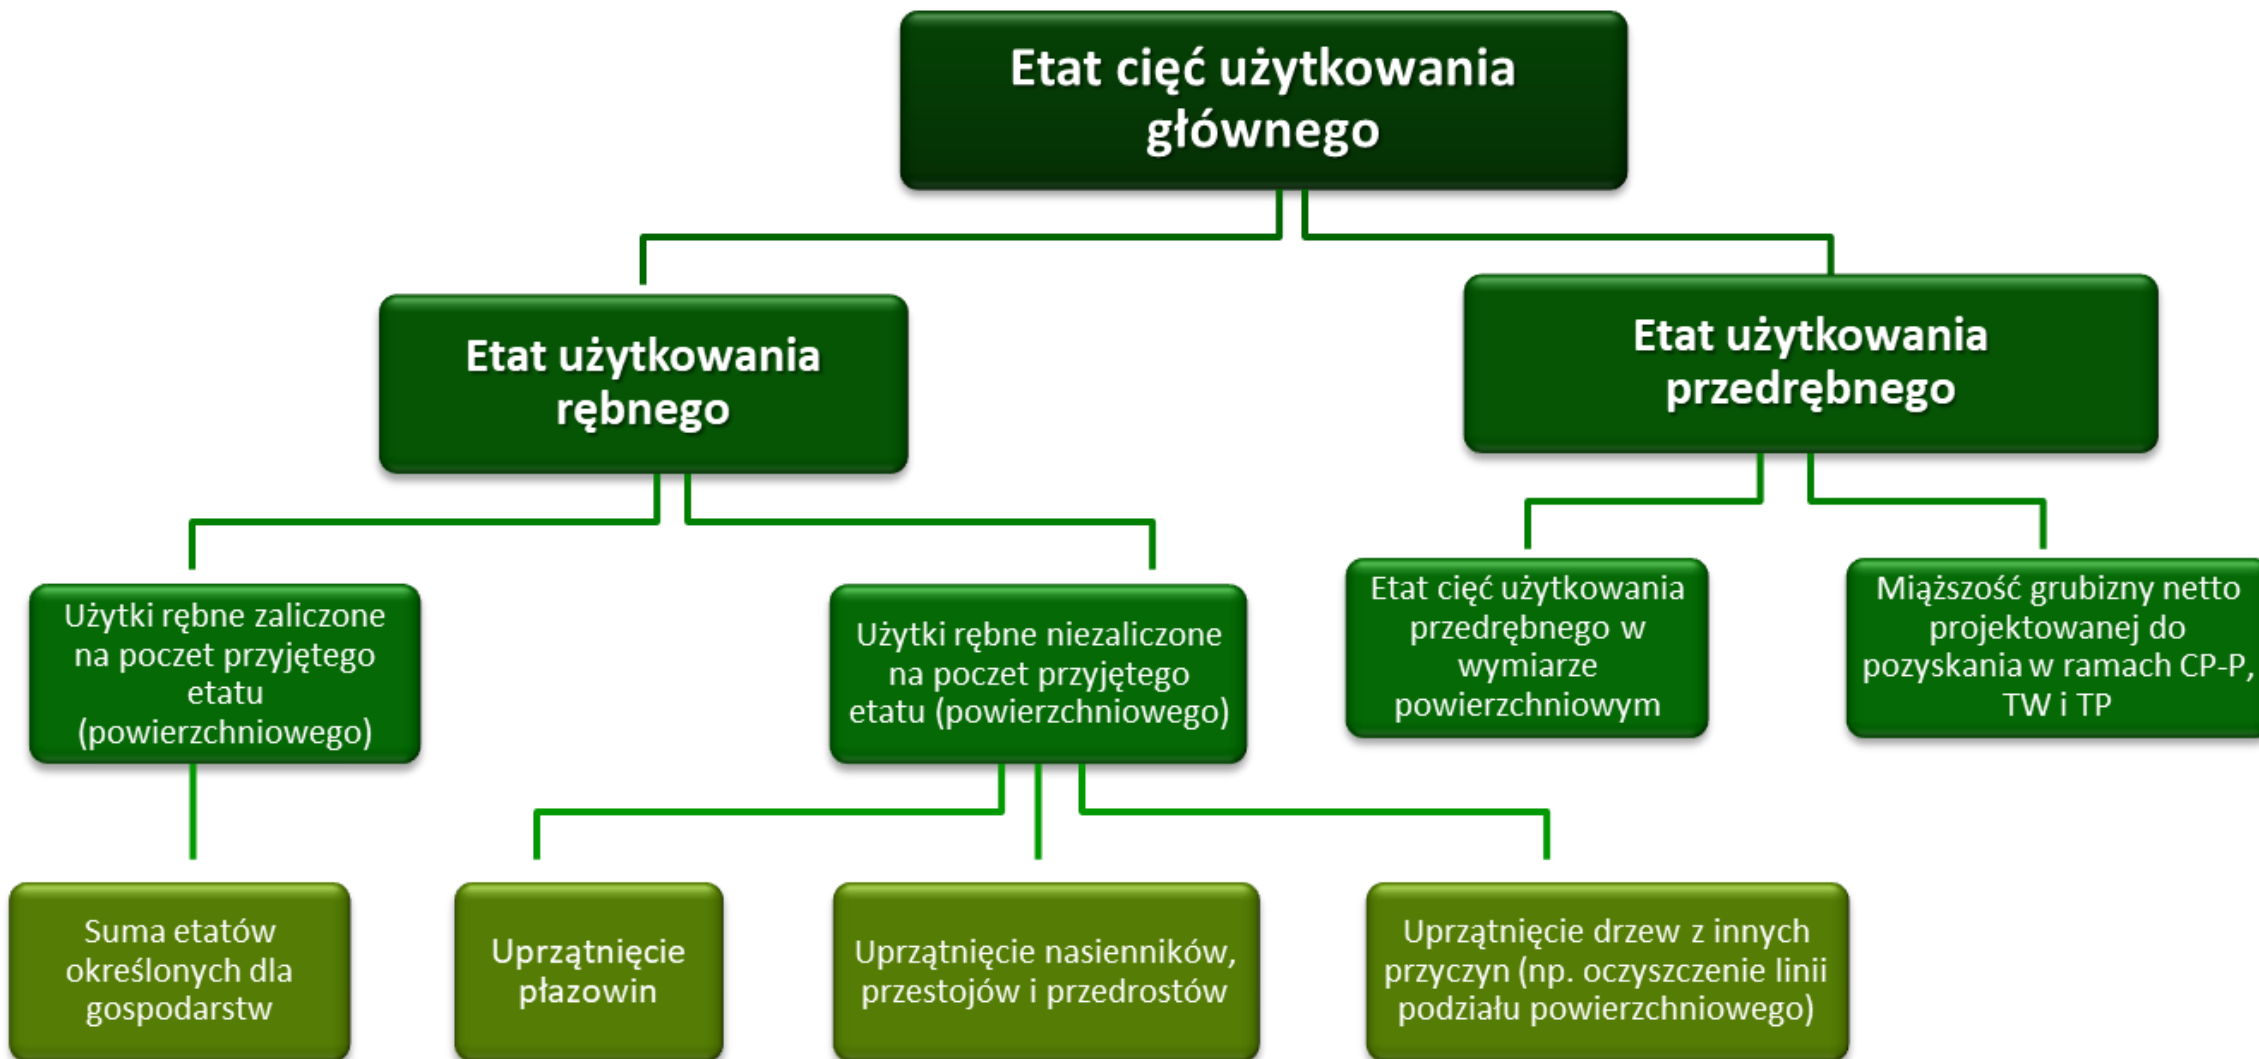 Etat cięć użytkowania
głównego
Etat użytkowania
rębnego
Etat użytkowania
przedrębnego
Użytki rębne zaliczone
na poczet przyjętego
etatu
(powierzchniowego)
Użytki rębne niezaliczone
na poczet przyjętego
etatu (powierzchniowego)
Etat cięć użytkowania
przedrębnego w
wymiarze
powierzchniowym
Miąższość grubizny netto
projektowanej do
pozyskania w ramach CP-P,
TW i TP
Suma etatów
określonych dla
gospodarstw
Uprzątnięcie
płazowin
Uprzątnięcie nasienników,
przestojów i przedrostów
Uprzątnięcie drzew z innych
przyczyn (np. oczyszczenie linii
podziału powierzchniowego)